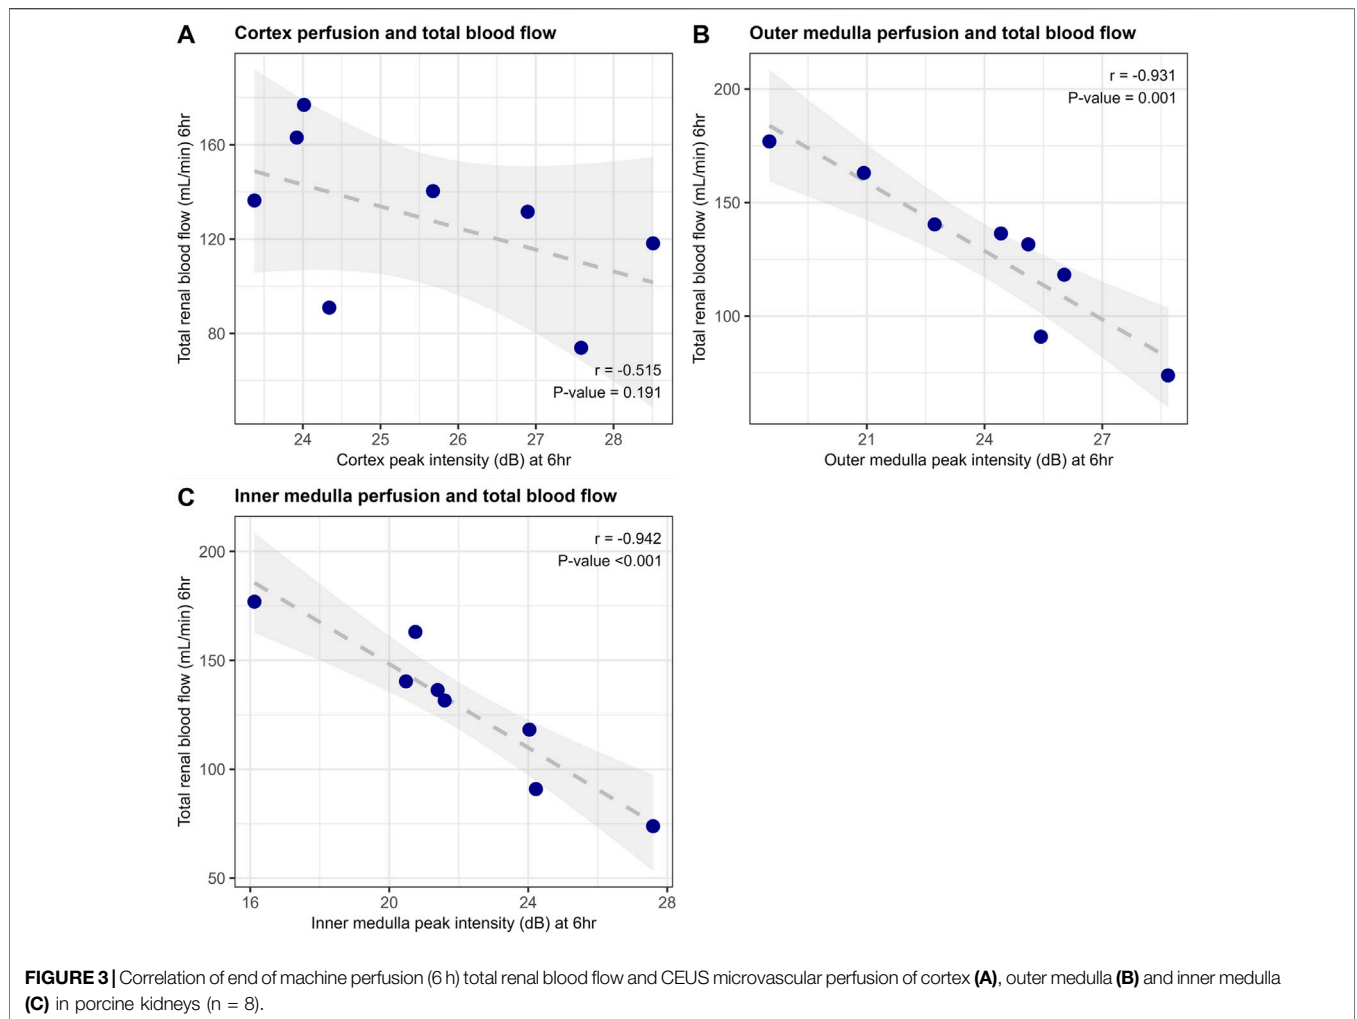 A
Cortex perfusion and total blood flow
Total renal blood flow (mL/min) 6hr
160
120
80
r = -0.515
P-value = 0.191
24 25 26 27 28
Cortex peak intensity (dB) at 6hr
B
Outer medulla perfusion and total blood flow
Total renal blood flow (mL/min) 6hr
200
150
100
r = -0.931
P-value = 0.001
21 24 27
Outer medulla peak intensity (dB) at 6hr
C
Inner medulla perfusion and total blood flow
Total renal blood flow (mL/min) 6hr
200
150
100
50
r = -0.942
P-value <0.001
16 20 24 28
Inner medulla peak intensity (dB) at 6hr
FIGURE 3 | Correlation of end of machine perfusion (6 h) total renal blood flow and CEUS microvascular perfusion of cortex (A), outer medulla (B) and inner medulla
(C) in porcine kidneys (n = 8).